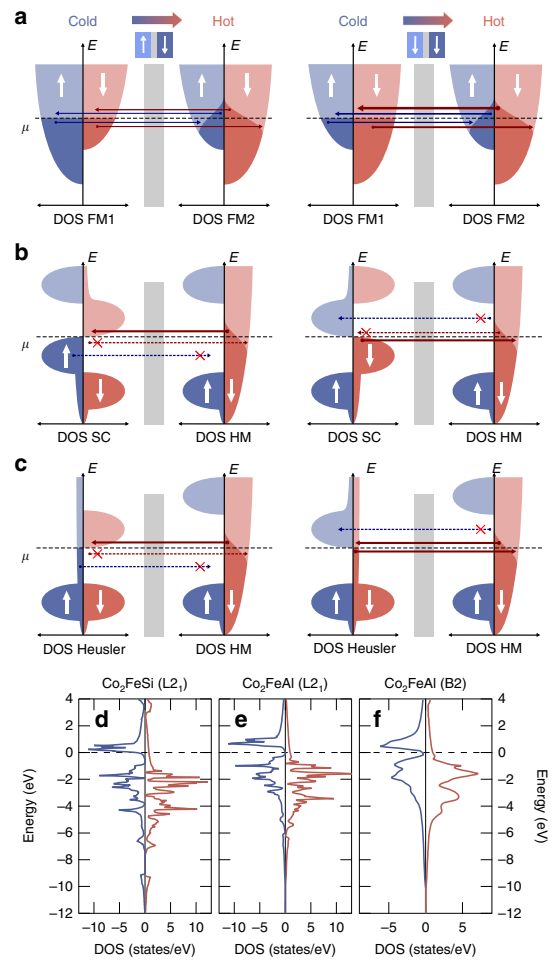 a
Cold Hot Cold Hot
E E E E
μ
DOS FM1 DOS FM2 DOS FM1 DOS FM2
b
E E E E
μ
DOS SC DOS HM DOS SC DOS HM
c
E E E E
μ
DOS Heusler DOS HM DOS Heusler DOS HM
Co₂FeSi (L2₁) Co₂FeAl (L2₁) Co₂FeAl (B2)
4 d e f 4
2 2
0 0
−2 −2
−4 −4
−6 −6
−8 −8
−10 −10
−12 −12
Energy (eV) Energy (eV)
−10 −5 0 5 10 −10 −5 0 5 10 −5 0 5
DOS (states/eV) DOS (states/eV) DOS (states/eV)